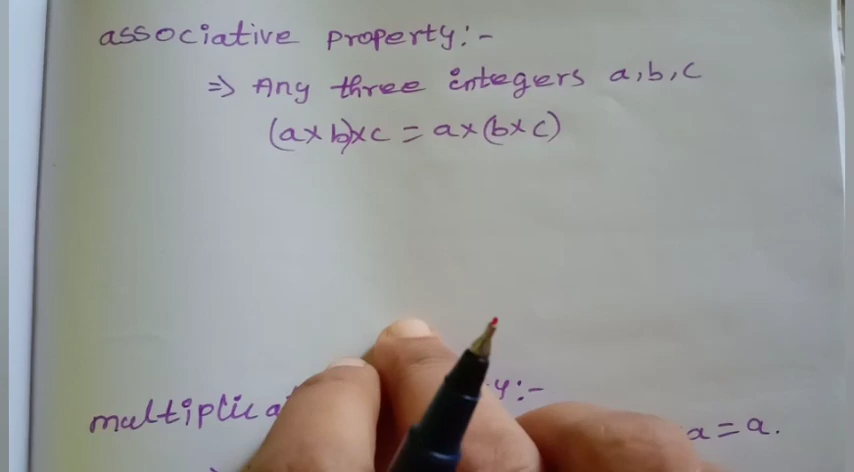 associative property:-
⇒ Any three integers a,b,c
(a×b)×c = a×(b×c)
a = a.